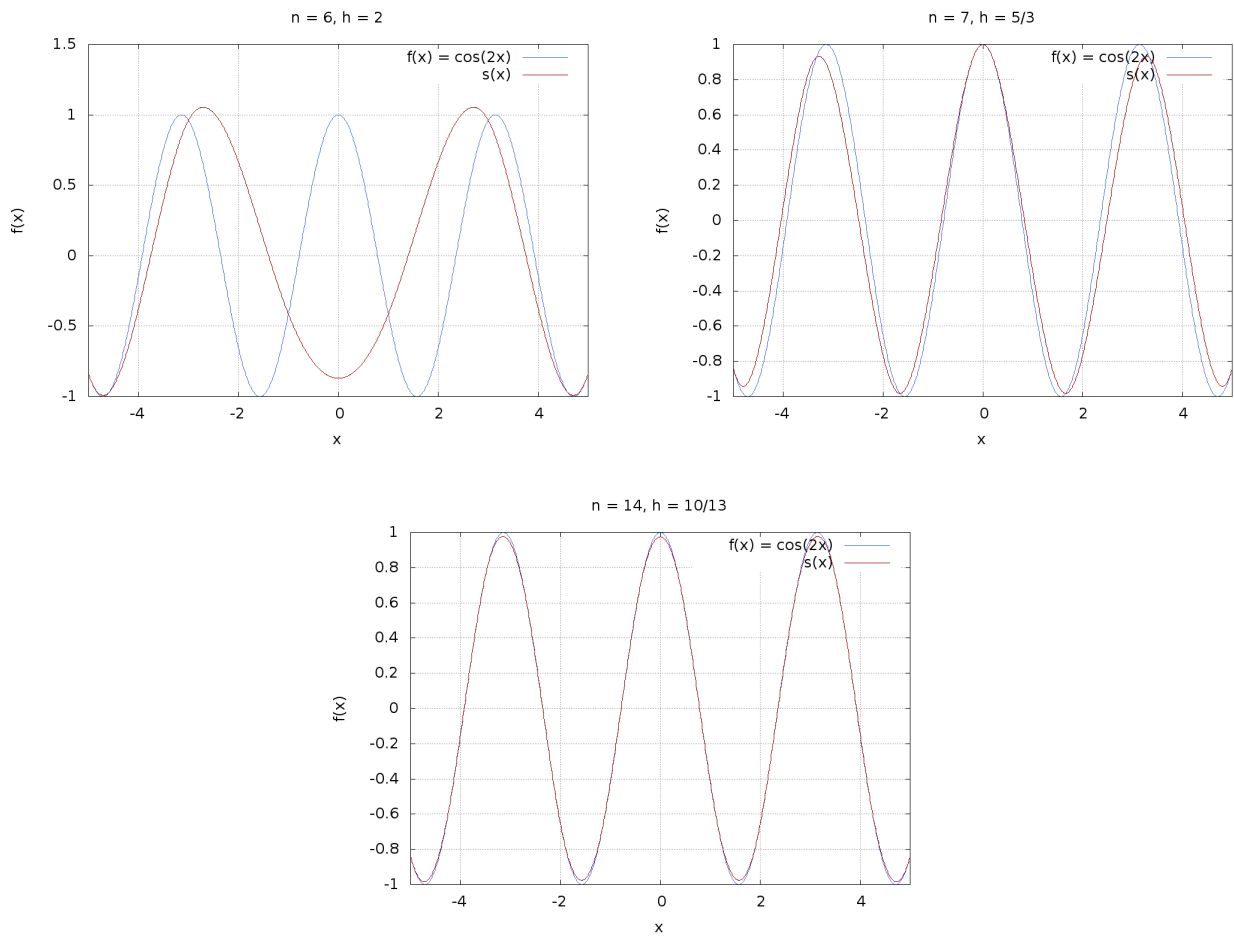 n = 6, h = 2
f(x) = cos(2x)
s(x)
1.5
1
0.5
0
-0.5
-1
f(x)
-4 -2 0 2 4
x
n = 7, h = 5/3
f(x) = cos(2x)
s(x)
1
0.8
0.6
0.4
0.2
0
-0.2
-0.4
-0.6
-0.8
-1
f(x)
-4 -2 0 2 4
x
n = 14, h = 10/13
f(x) = cos(2x)
s(x)
1
0.8
0.6
0.4
0.2
0
-0.2
-0.4
-0.6
-0.8
-1
f(x)
-4 -2 0 2 4
x